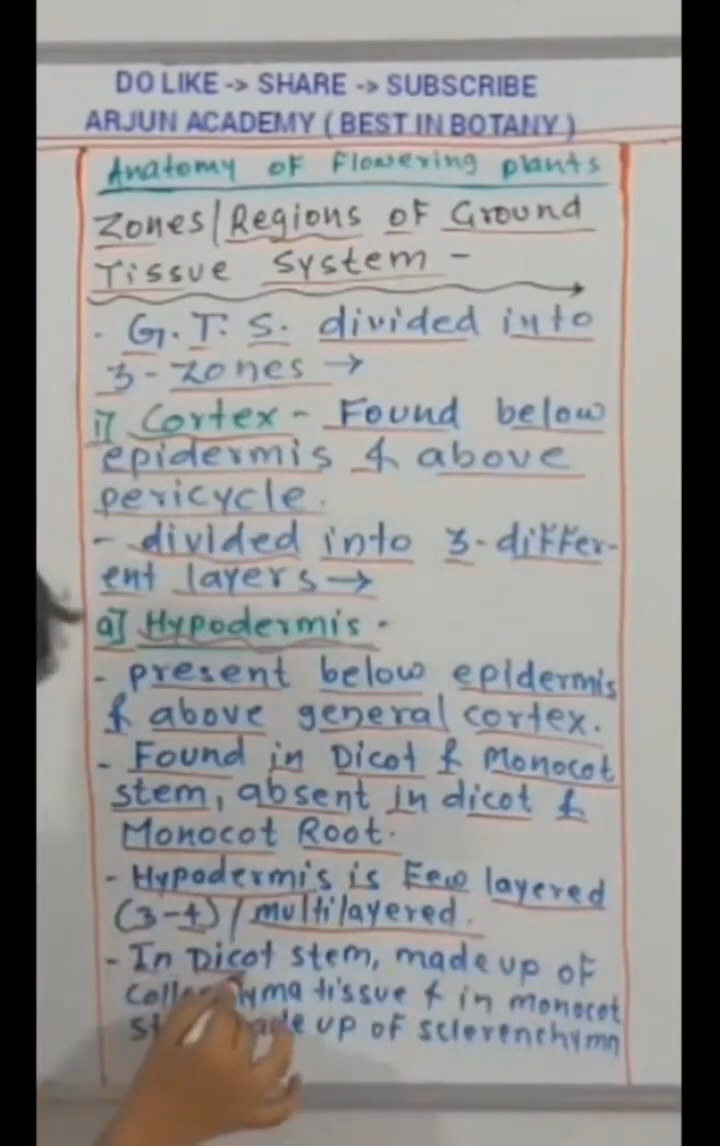 DO LIKE -> SHARE -> SUBSCRIBE
ARJUN ACADEMY ( BEST IN BOTANY )
Anatomy of Flowering plants
Zones/Regions of Ground
Tissue System -
- G.T.S. divided into
3-zones →
i] Cortex - Found below
epidermis & above
pericycle.
- divided into 3-differ-
ent layers →
a] Hypodermis -
- present below epidermis
& above general cortex.
- Found in Dicot & Monocot
stem, absent in dicot &
Monocot Root.
- Hypodermis is Few layered
(3-4) / multilayered.
- In Dicot stem, made up of
tissue & in monocot
up of sclerenchyma